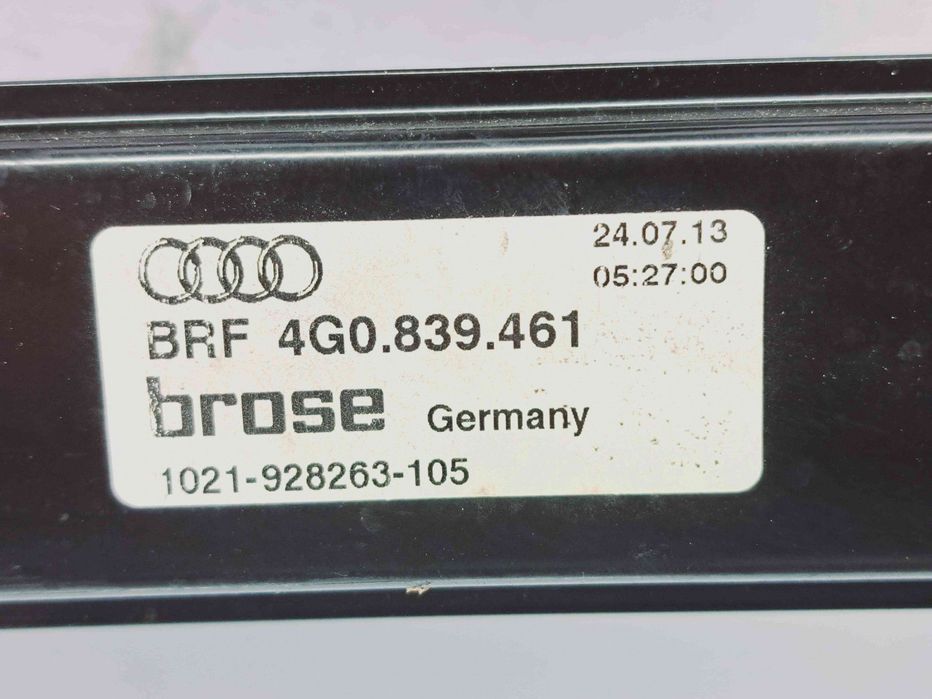 24.07.13
05:27:00
BRF 4G0.839.461
brose Germany
1021-928263-105